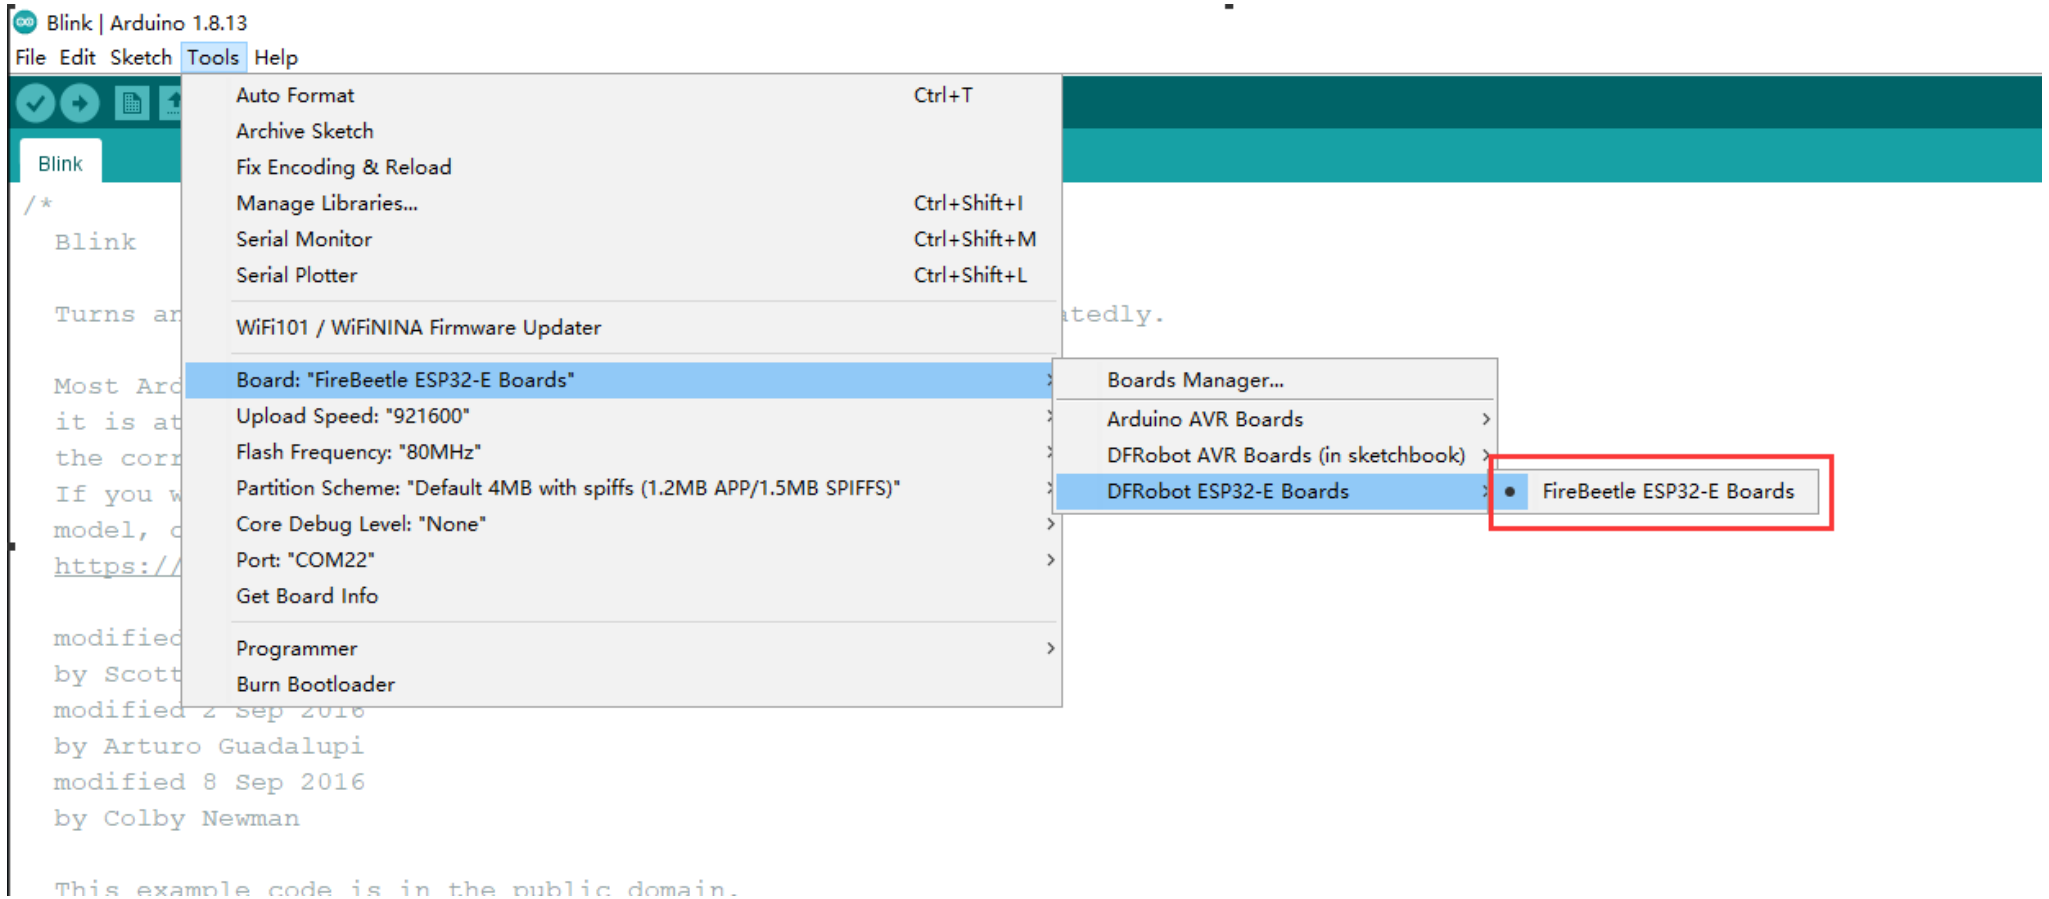 Blink | Arduino 1.8.13
File Edit Sketch Tools Help
Auto Format Ctrl+T
Archive Sketch
Fix Encoding & Reload
Manage Libraries... Ctrl+Shift+I
Serial Monitor Ctrl+Shift+M
Serial Plotter Ctrl+Shift+L
WiFi101 / WiFiNINA Firmware Updater
Board: "FireBeetle ESP32-E Boards"
Upload Speed: "921600"
Flash Frequency: "80MHz"
Partition Scheme: "Default 4MB with spiffs (1.2MB APP/1.5MB SPIFFS)"
Core Debug Level: "None"
Port: "COM22"
Get Board Info
Programmer
Burn Bootloader
Boards Manager...
Arduino AVR Boards
DFRobot AVR Boards (in sketchbook)
DFRobot ESP32-E Boards
FireBeetle ESP32-E Boards
Blink
/*
Blink
Turns an
atedly.
Most Ard
it is at
the corr
If you w
model, c
https://
modified
by Scott
modified 2 Sep 2016
by Arturo Guadalupi
modified 8 Sep 2016
by Colby Newman
This example code is in the public domain.